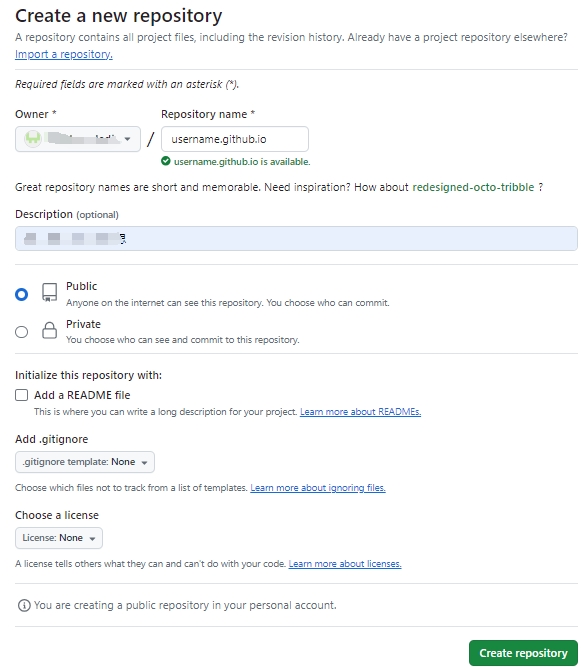 Create a new repository
A repository contains all project files, including the revision history. Already have a project repository elsewhere?
Import a repository.
Required fields are marked with an asterisk (*).
Owner *
Repository name *
/
username.github.io
username.github.io is available.
Great repository names are short and memorable. Need inspiration? How about redesigned-octo-tribble ?
Description (optional)
Public
Anyone on the internet can see this repository. You choose who can commit.
Private
You choose who can see and commit to this repository.
Initialize this repository with:
Add a README file
This is where you can write a long description for your project. Learn more about READMEs.
Add .gitignore
.gitignore template: None
Choose which files not to track from a list of templates. Learn more about ignoring files.
Choose a license
License: None
A license tells others what they can and can't do with your code. Learn more about licenses.
You are creating a public repository in your personal account.
Create repository